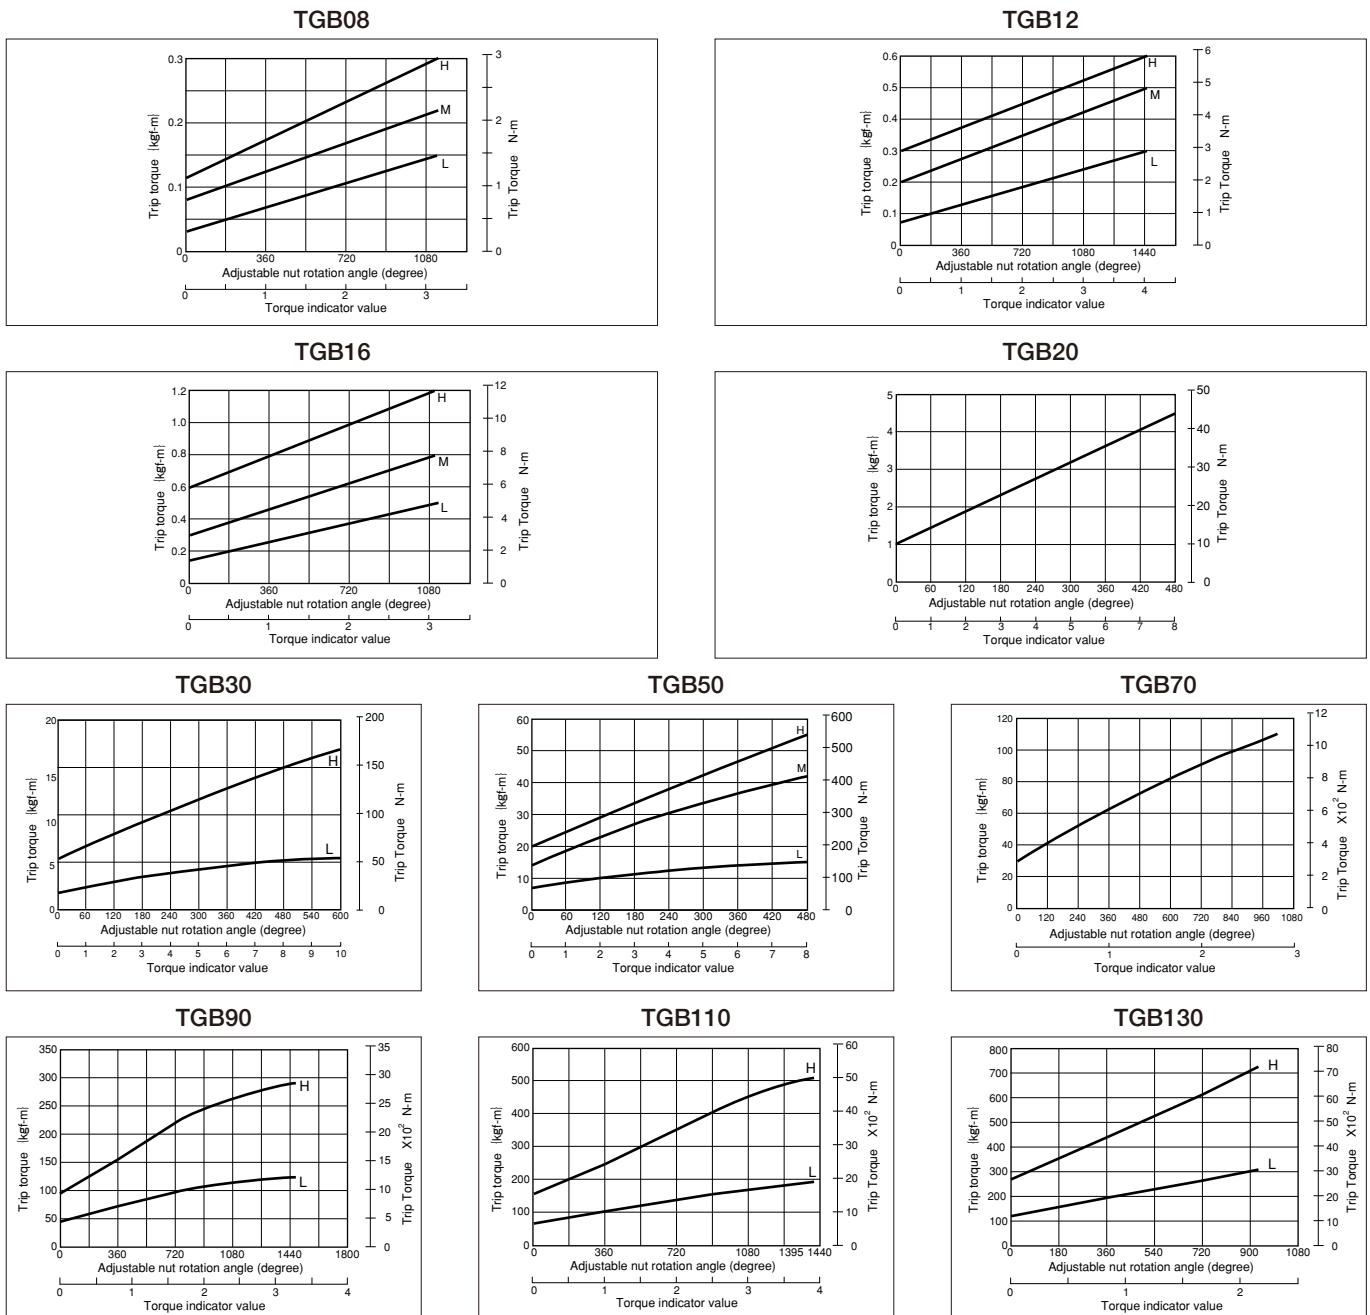 TGB08
0.3
0.2
0.1
0
Trip torque {kgf-m}
H
M
L
3
2
1
0
Trip Torque N-m
0 360 720 1080
Adjustable nut rotation angle (degree)
0 1 2 3
Torque indicator value
TGB12
0.6
0.5
0.4
0.3
0.2
0.1
0
Trip torque {kgf-m}
H
M
L
6
5
4
3
2
1
0
Trip Torque N-m
0 360 720 1080 1440
Adjustable nut rotation angle (degree)
0 1 2 3 4
Torque indicator value
TGB16
1.2
1.0
0.8
0.6
0.4
0.2
0
Trip torque {kgf-m}
H
M
L
12
10
8
6
4
2
0
Trip Torque N-m
0 360 720 1080
Adjustable nut rotation angle (degree)
0 1 2 3
Torque indicator value
TGB20
5
4
3
2
1
0
Trip torque {kgf-m}
50
40
30
20
10
0
Trip Torque N-m
0 60 120 180 240 300 360 420 480
Adjustable nut rotation angle (degree)
0 1 2 3 4 5 6 7 8
Torque indicator value
TGB30
20
15
10
5
0
Trip torque {kgf-m}
H
L
200
150
100
50
0
Trip Torque N-m
0 60 120 180 240 300 360 420 480 540 600
Adjustable nut rotation angle (degree)
0 1 2 3 4 5 6 7 8 9 10
Torque indicator value
TGB50
60
50
40
30
20
10
0
Trip torque {kgf-m}
H
M
L
600
500
400
300
200
100
0
Trip Torque N-m
0 60 120 180 240 300 360 420 480
Adjustable nut rotation angle (degree)
0 1 2 3 4 5 6 7 8
Torque indicator value
TGB70
120
100
80
60
40
20
0
Trip torque {kgf-m}
12
10
8
6
4
2
0
Trip Torque X10² N-m
0 120 240 360 480 600 720 840 960 1080
Adjustable nut rotation angle (degree)
0 1 2 3
Torque indicator value
TGB90
350
300
250
200
150
100
50
0
Trip torque {kgf-m}
H
L
35
30
25
20
15
10
5
0
Trip Torque X10² N-m
0 360 720 1080 1440 1800
Adjustable nut rotation angle (degree)
0 1 2 3 4
Torque indicator value
TGB110
600
500
400
300
200
100
0
Trip torque {kgf-m}
H
L
60
50
40
30
20
10
0
Trip Torque X10² N-m
0 360 720 1080 1395 1440
Adjustable nut rotation angle (degree)
0 1 2 3 4
Torque indicator value
TGB130
800
700
600
500
400
300
200
100
0
Trip torque {kgf-m}
H
L
80
70
60
50
40
30
20
10
0
Trip Torque X10² N-m
0 180 360 540 720 900 1080
Adjustable nut rotation angle (degree)
0 1 2
Torque indicator value